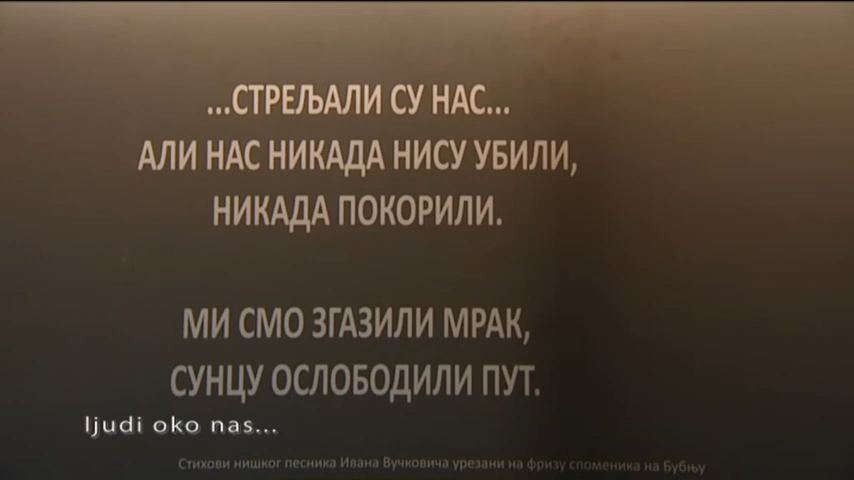 ...СТРЕЉАЛИ СУ НАС...
АЛИ НАС НИКАДА НИСУ УБИЛИ,
НИКАДА ПОКОРИЛИ.
МИ СМО ЗГАЗИЛИ МРАК,
СУНЦУ ОСЛОБОДИЛИ ПУТ.
ljudi oko nas...
Стихови нишког песника Ивана Вучковича урезани на фризу споменика на Бубњу